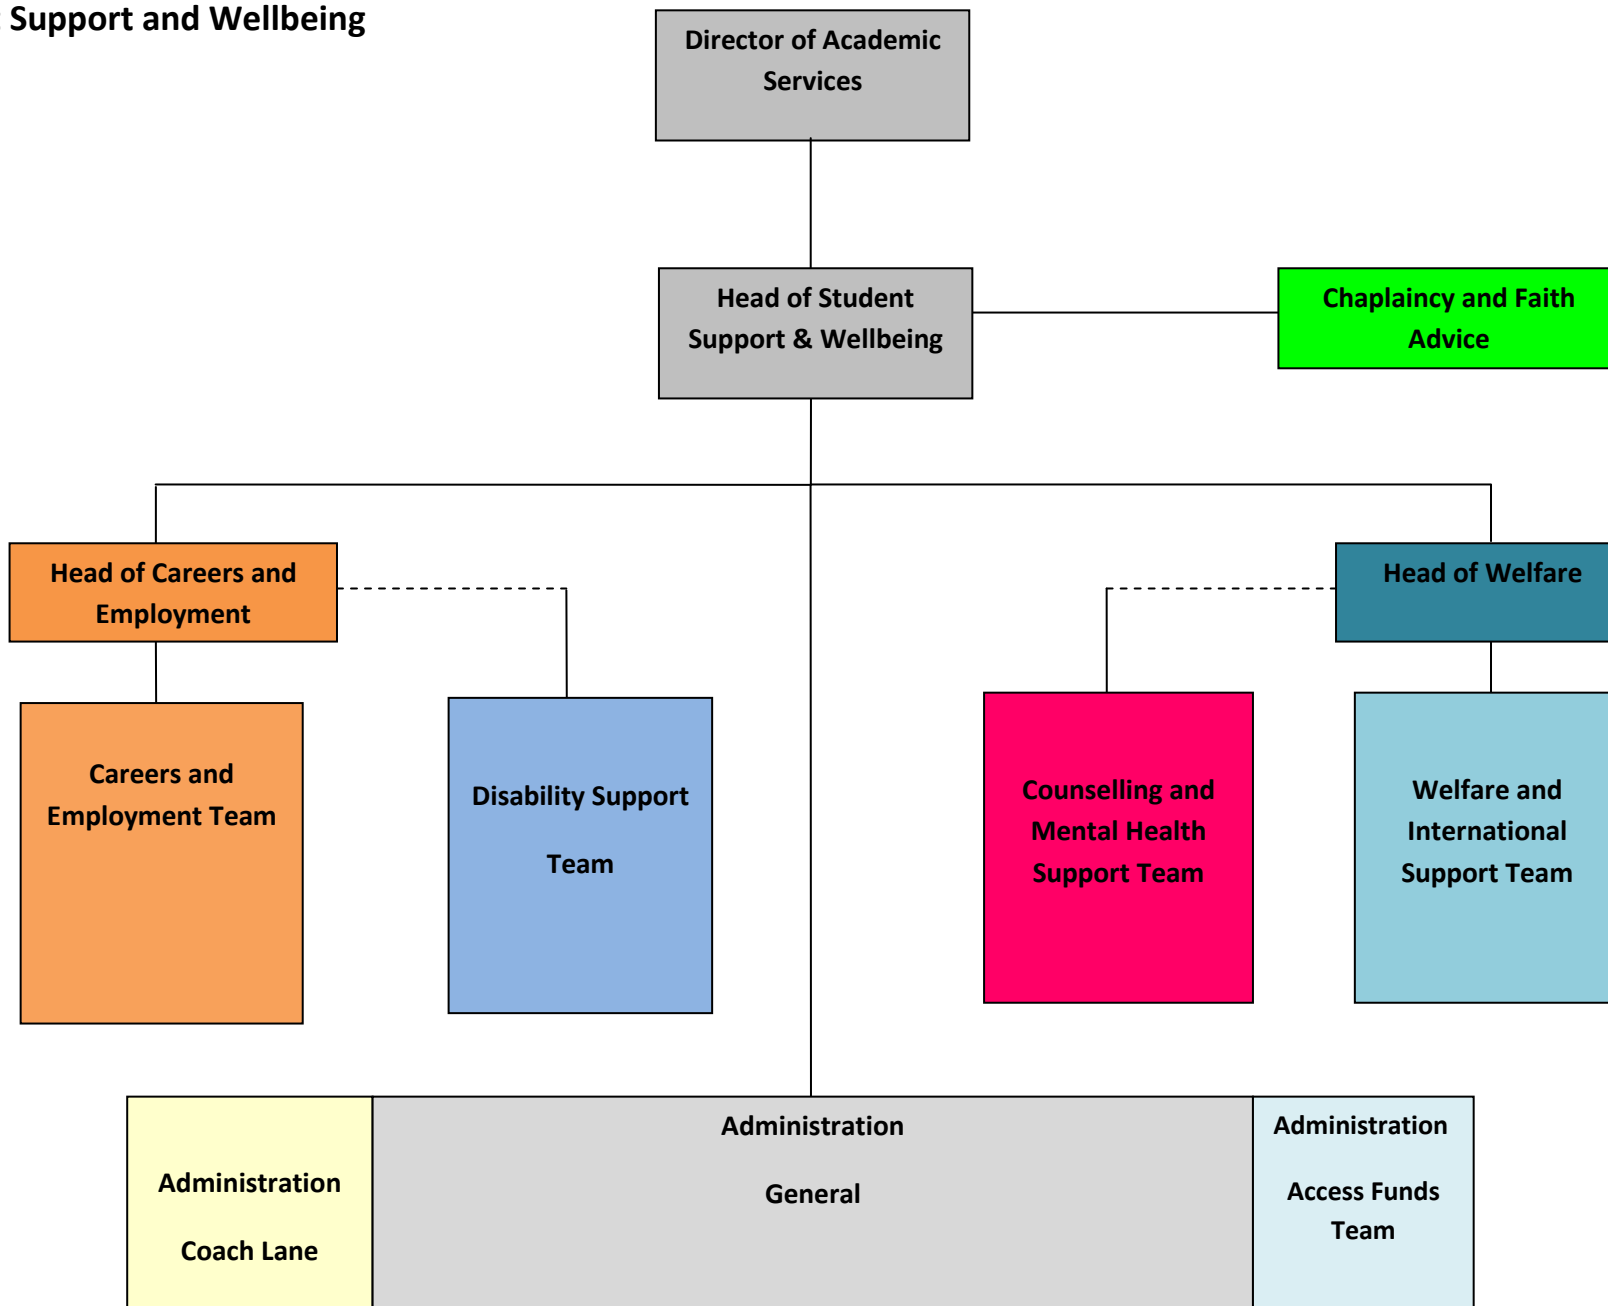 Support and Wellbeing
Director of Academic
Services
Head of Student
Support & Wellbeing
Chaplaincy and Faith
Advice
Head of Careers and
Employment
Head of Welfare
Careers and
Employment Team
Disability Support
Team
Counselling and
Mental Health
Support Team
Welfare and
International
Support Team
Administration
Coach Lane
Administration
General
Administration
Access Funds
Team